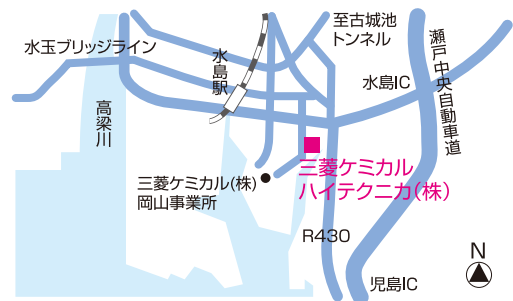 至古城池
トンネル
水玉ブリッジライン
水島駅
瀬戸中央自動車道
水島IC
高梁川
三菱ケミカル
ハイテクニカ(株)
三菱ケミカル(株)
岡山事業所
R430
N
児島IC